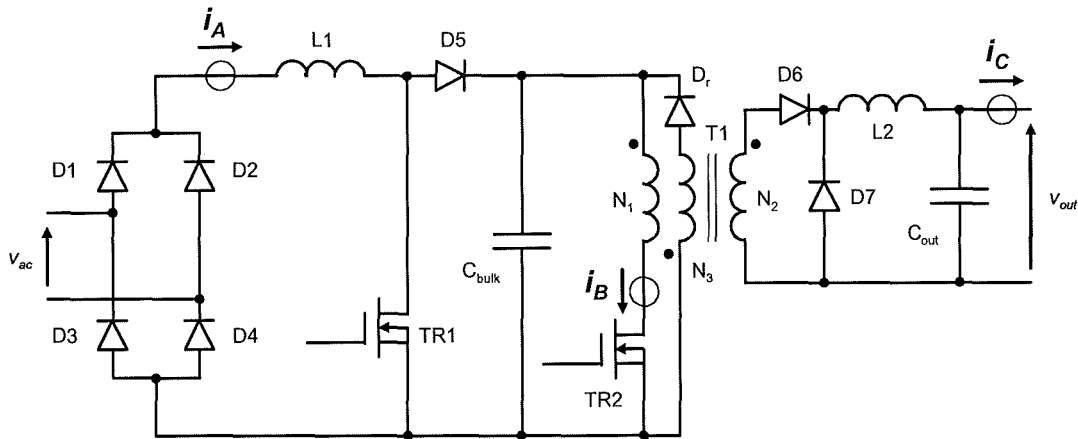 i_A
L1
D5
D_r
D6
i_C
T1
L2
D1
D2
N_1
N_2
D7
v_out
v_ac
C_bulk
i_B
N_3
C_out
D3
D4
TR1
TR2